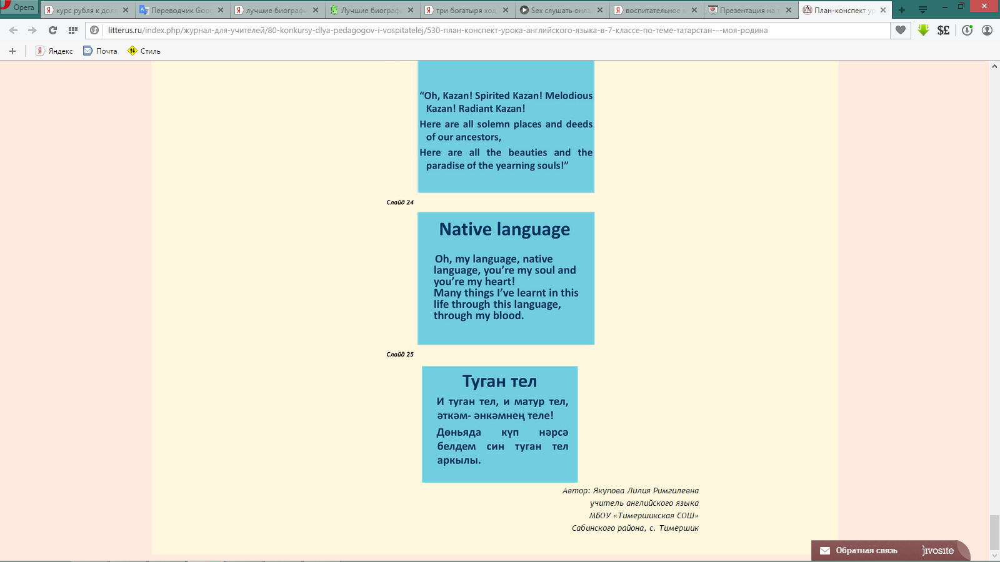 Opera
курс рубля к долл
Переводчик Goo
лучшие биограф
Лучшие биограф
три богатыря ход
Sex слушать онла
воспитательное
Презентация на т
План-конспект ур
litterus.ru/index.php/журнал-для-учителей/80-konkursy-dlya-pedagogov-i-vospitatelej/530-план-конспект-урока-английского-языка-в-7-классе-по-теме-татарстан-–-моя-родина
$£
Яндекс
Почта
Стиль
“Oh, Kazan! Spirited Kazan! Melodious
Kazan! Radiant Kazan!
Here are all solemn places and deeds
of our ancestors,
Here are all the beauties and the
paradise of the yearning souls!”
Слайд 24
Native language
Oh, my language, native
language, you’re my soul and
you’re my heart!
Many things I’ve learnt in this
life through this language,
through my blood.
Слайд 25
Туган тел
И туган тел, и матур тел,
әткәм- әнкәмнең теле!
Дөньяда күп нәрсә
белдем син туган тел
аркылы.
Автор: Якупова Лилия Римгилевна
учитель английского языка
МБОУ «Тимершикская СОШ»
Сабинского района, с. Тимершик
Обратная связь
jivosite